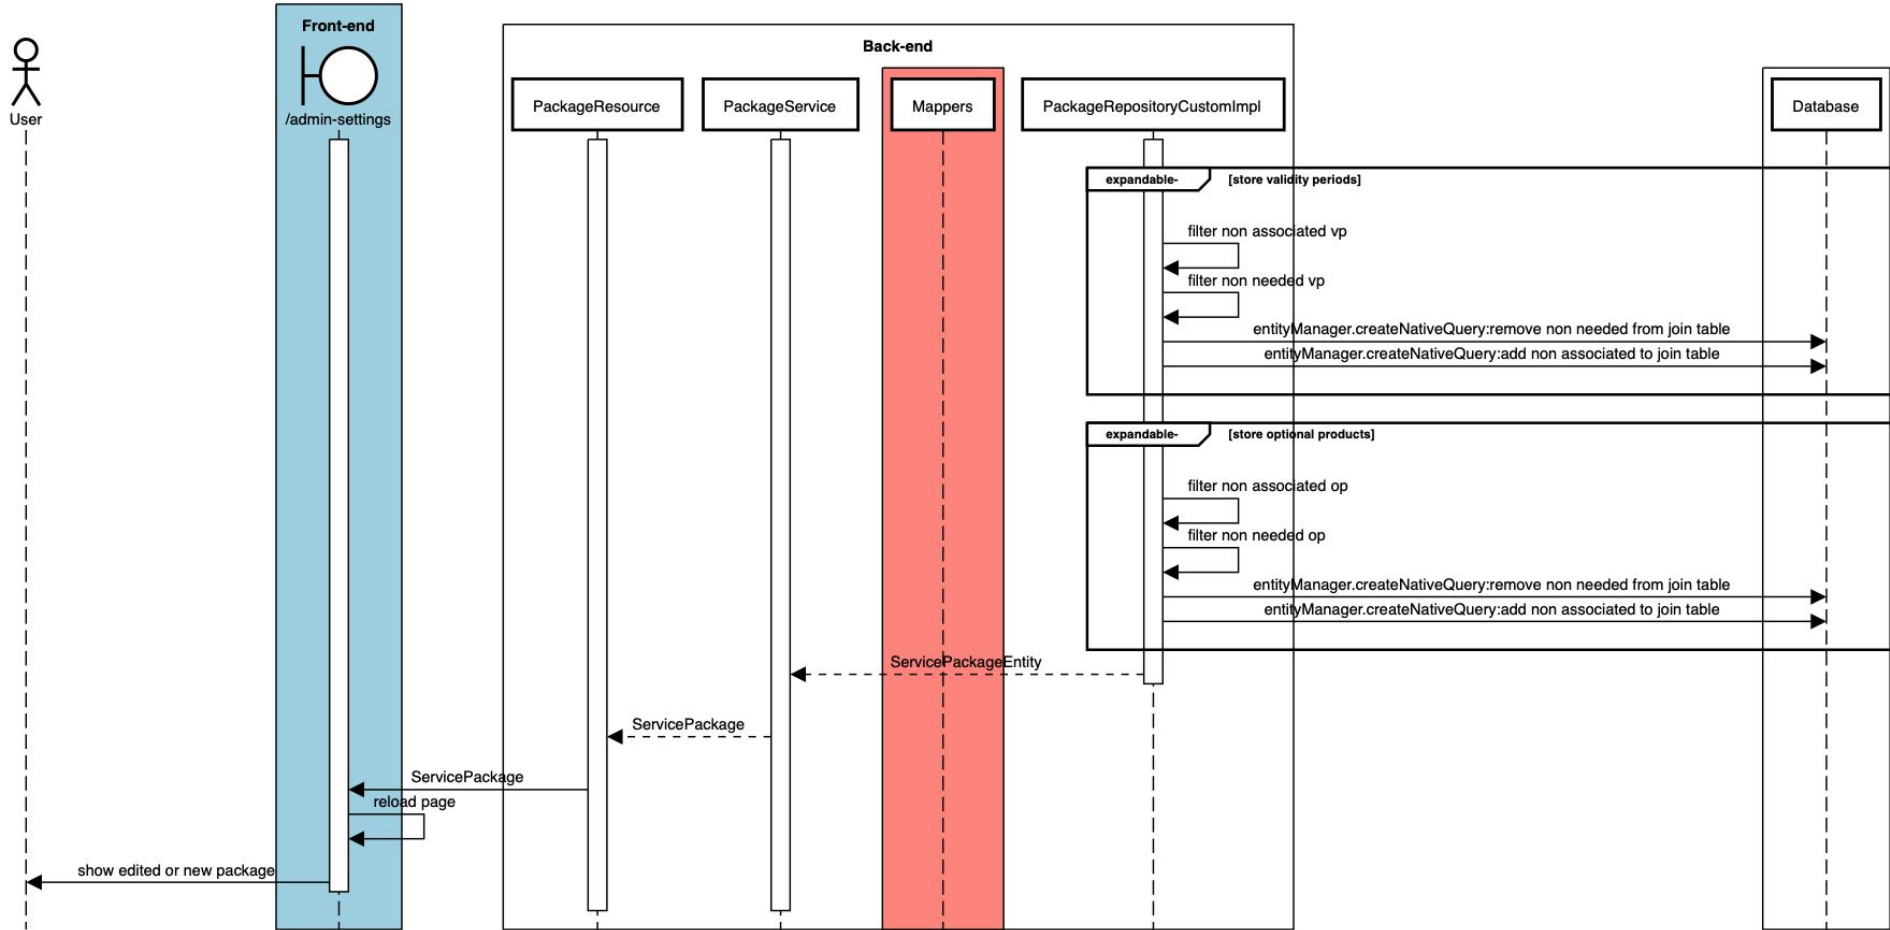 Front-end
Back-end
User
/admin-settings
PackageResource
PackageService
Mappers
PackageRepositoryCustomImpl
Database
expandable-
[store validity periods]
filter non associated vp
filter non needed vp
entityManager.createNativeQuery:remove non needed from join table
entityManager.createNativeQuery:add non associated to join table
expandable-
[store optional products]
filter non associated op
filter non needed op
entityManager.createNativeQuery:remove non needed from join table
entityManager.createNativeQuery:add non associated to join table
ServicePackageEntity
ServicePackage
ServicePackage
reload page
show edited or new package